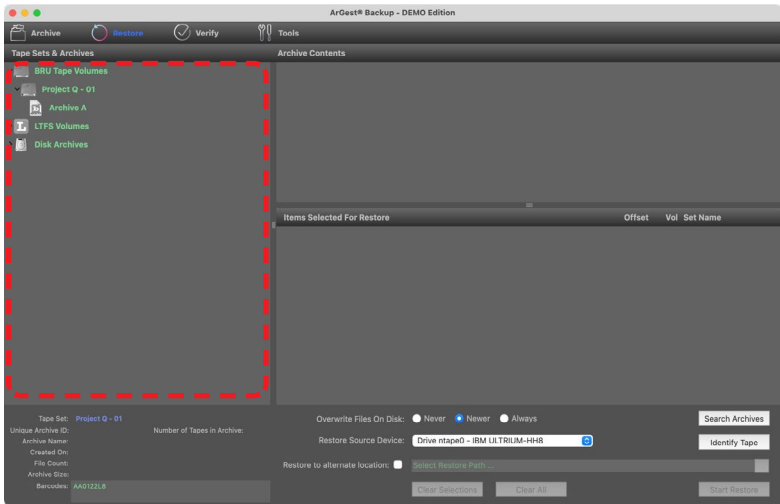 ArGest® Backup - DEMO Edition
Archive Restore Verify Tools
Tape Sets & Archives Archive Contents
BRU Tape Volumes
Project Q - 01
Archive A
LTFS Volumes
Disk Archives
Items Selected For Restore Offset Vol Set Name
Tape Set: Project Q - 01
Unique Archive ID: Number of Tapes in Archive:
Archive Name:
Created On:
File Count:
Archive Size:
Barcodes: AA0122L8
Overwrite Files On Disk: Never Newer Always Search Archives
Restore Source Device: Drive ntape0 - IBM ULTRIUM-HH8 Identify Tape
Restore to alternate location: Select Restore Path ...
Clear Selections Clear All Start Restore